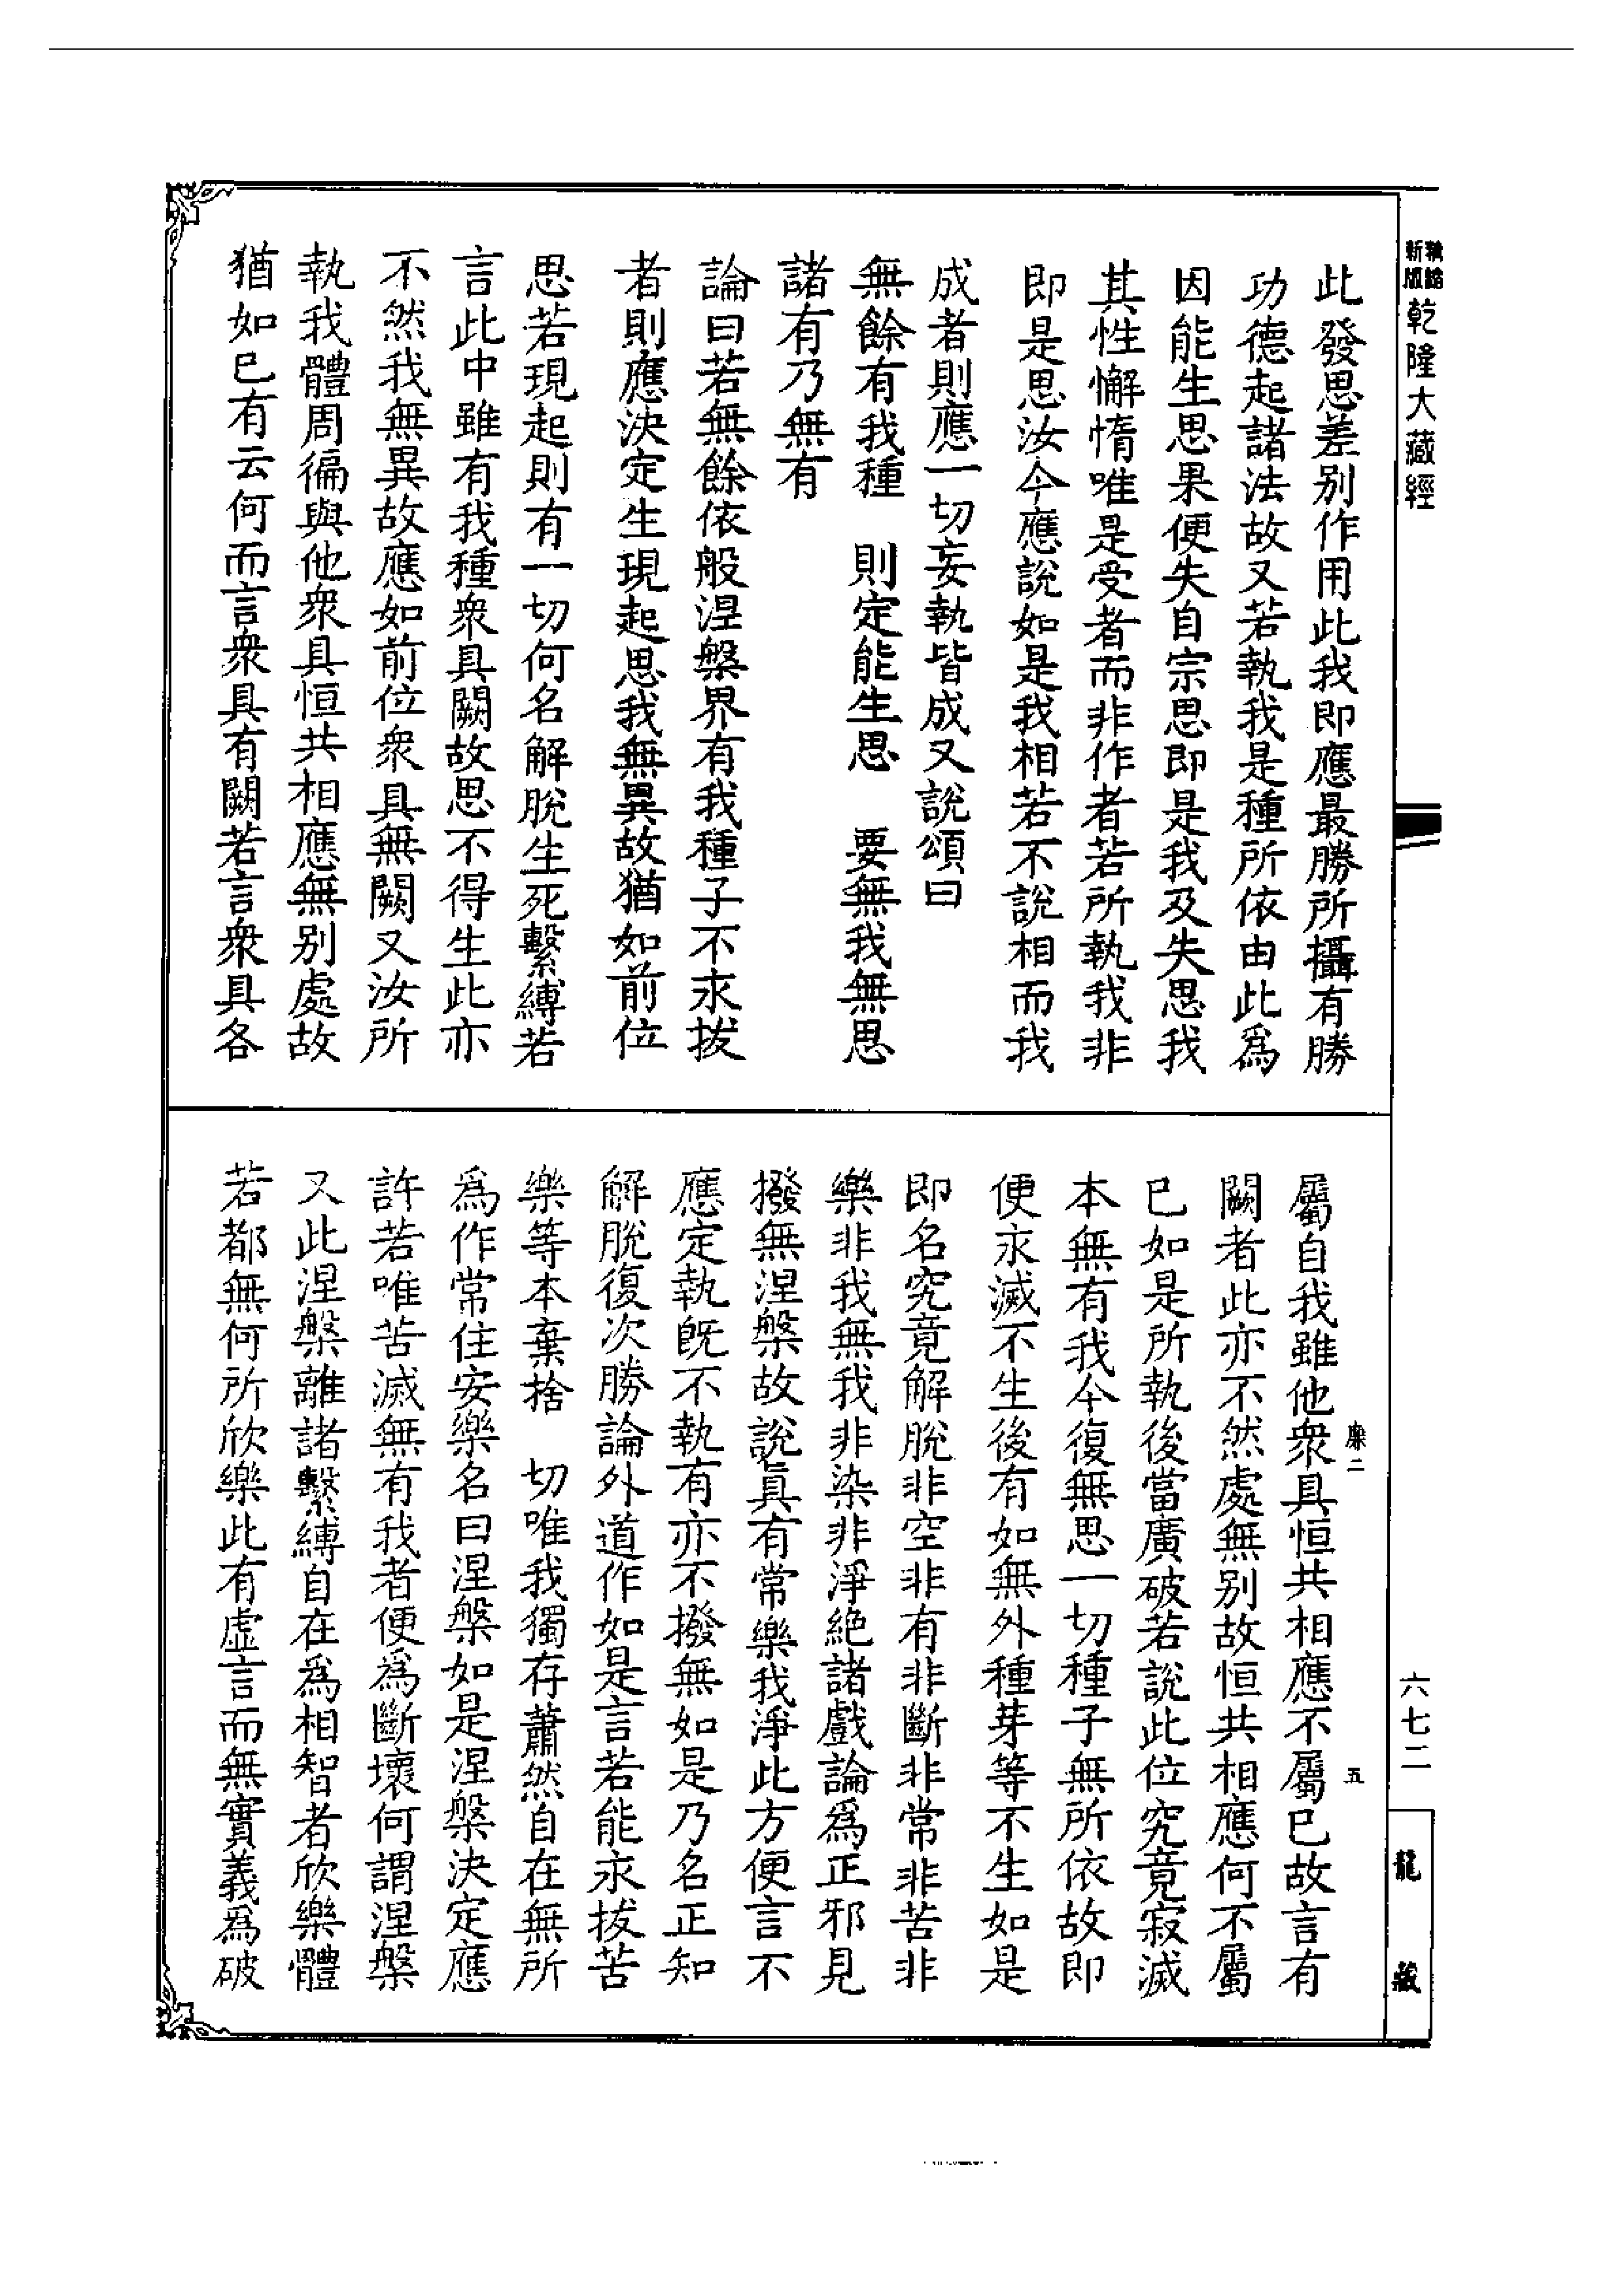 新版
乾隆大藏經
此發思差别作用此我即應最勝所攝有勝
功德起諸法故又若執我是種所依由此為
因能生思果便失自宗思即是我及失思我
其性懈惰唯是受者而非作者若所執我非
即是思汝今應說如是我相若不說相而我
成者則應一切妄執皆成又說頌曰
無餘有我種　則定能生思　要無我無思
諸有乃無有
論曰若無餘依般涅槃界有我種子不永拔
者則應決定生現起思我無異故猶如前位
思若現起則有一切何名解脫生死繫縛若
言此中雖有我種衆具闕故思不得生此亦
不然我無異故應如前位衆具無闕又汝所
執我體周徧與他衆具恒共相應無别處故
猶如已有云何而言衆具有闕若言衆具各
屬自我雖他衆具恒共相應不屬已故言有
闕者此亦不然處無别故恒共相應何不屬
已如是所執後當廣破若說此位究竟寂滅
本無有我今復無思一切種子無所依故即
便永滅不生後有如無外種芽等不生如是
即名究竟解脫非空非有非斷非常非苦非
樂非我無我非染非淨絶諸戲論為正邪見
撥無涅槃故說眞有常樂我淨此方便言不
應定執既不執有亦不撥無如是乃名正知
解脫復次勝論外道作如是言若能永拔苦
樂等本棄捨　切唯我獨存蕭然自在無所
為作常住安樂名曰涅槃如是涅槃決定應
許若唯苦滅無有我者便為斷壞何謂涅槃
又此涅槃離諸繫縛自在為相智者欣樂體
若都無何所欣樂此有虛言而無實義為破
二
五
六七二
龍藏